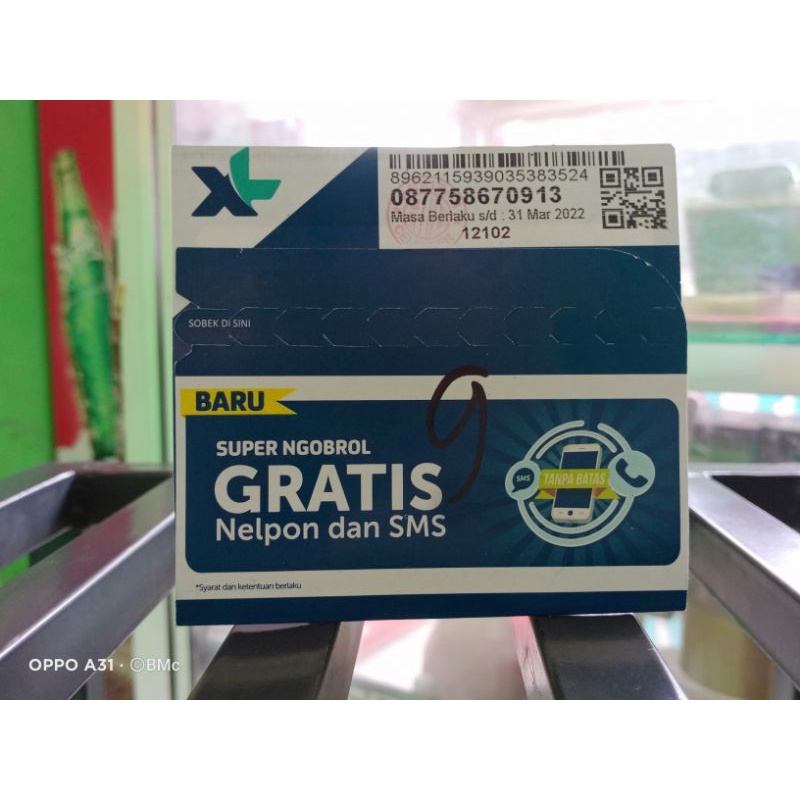 XL
8962115939035383524
087758670913
Masa Berlaku s/d : 31 Mar 2022
12102
SOBEK DI SINI
BARU
9
SUPER NGOBROL
GRATIS
Nelpon dan SMS
SMS
TANPA BATAS
*Syarat dan ketentuan berlaku
OPPO A31 · ©BMc